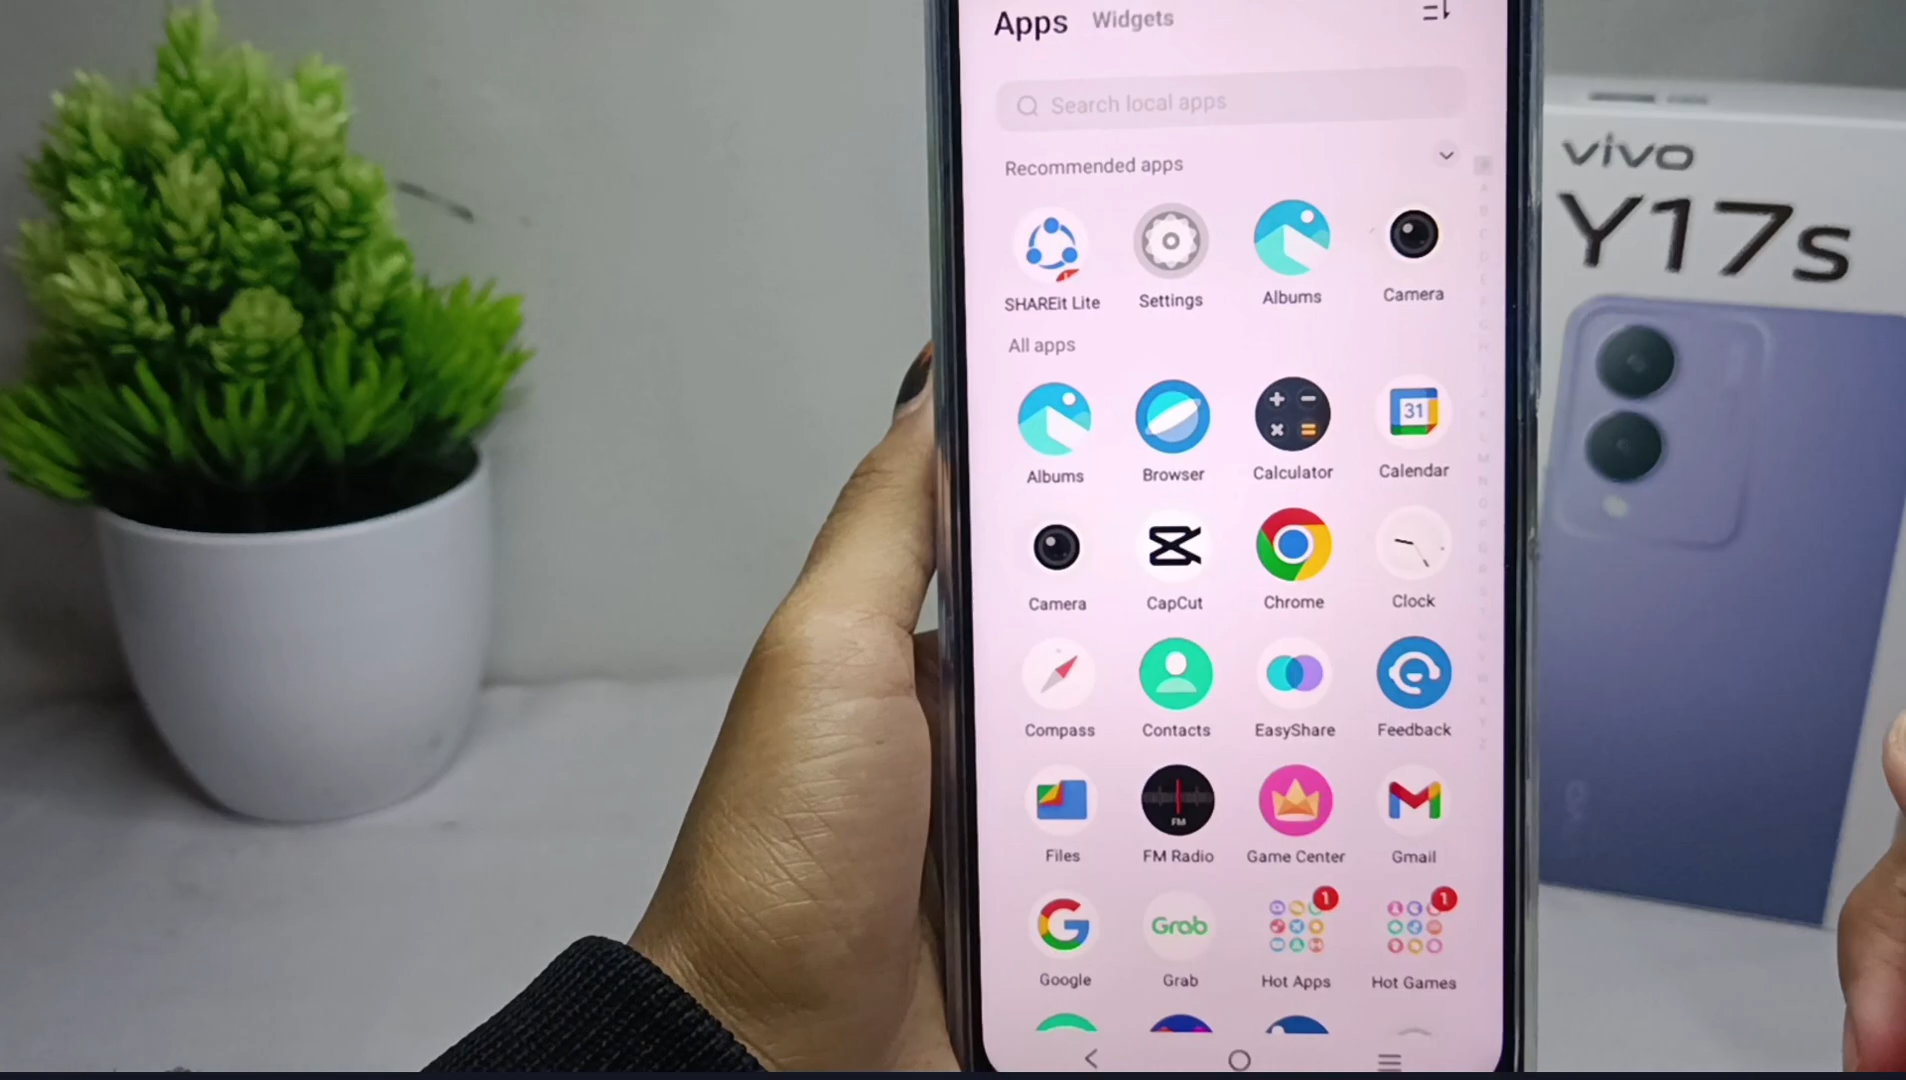 Apps Widgets
Search local apps
Recommended apps
SHAREit Lite Settings Albums Camera
All apps
31
Albums Browser Calculator Calendar
Camera CapCut Chrome Clock
Compass Contacts EasyShare Feedback
FM
Files FM Radio Game Center Gmail
1 1
Grab
Google Grab Hot Apps Hot Games
vivo
Y17s